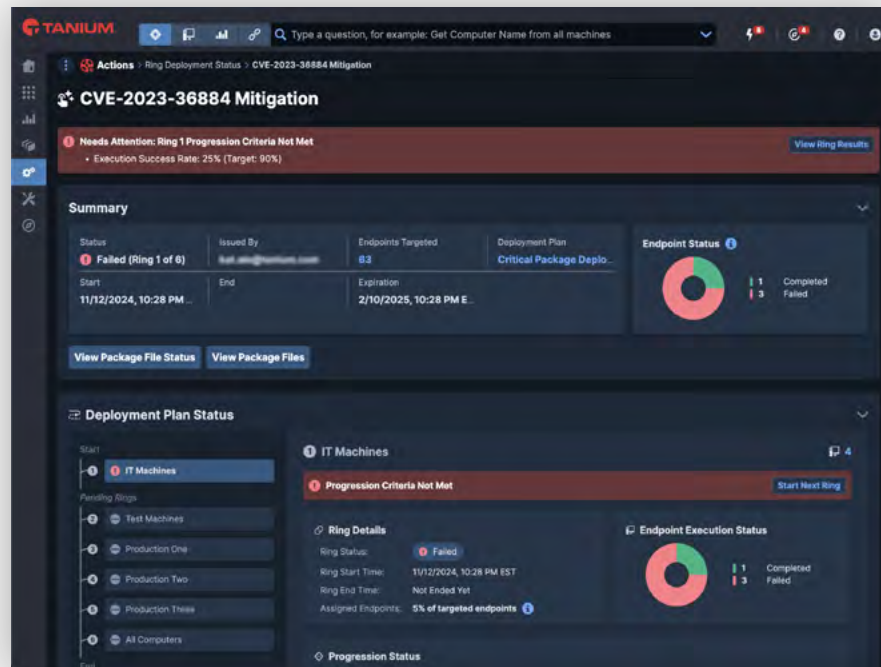 TANIUM
Type a question, for example: Get Computer Name from all machines
Actions > Ring Deployment Status > CVE-2023-36884 Mitigation
CVE-2023-36884 Mitigation
Needs Attention: Ring 1 Progression Criteria Not Met
View Ring Results
• Execution Success Rate: 25% (Target: 90%)
Summary
Status
Issued By
Endpoints Targeted
Deployment Plan
Endpoint Status
Failed (Ring 1 of 6)
63
Critical Package Deplo...
1 Completed
3 Failed
Start
End
Expiration
11/12/2024, 10:28 PM ...
2/10/2025, 10:28 PM E...
View Package File Status
View Package Files
Deployment Plan Status
Start
1 IT Machines
Pending Rings
2 Test Machines
3 Production One
4 Production Two
5 Production Three
6 All Computers
End
1 IT Machines
4
Progression Criteria Not Met
Start Next Ring
Ring Details
Ring Status: Failed
Ring Start Time: 11/12/2024, 10:28 PM EST
Ring End Time: Not Ended Yet
Assigned Endpoints: 5% of targeted endpoints
Endpoint Execution Status
1 Completed
3 Failed
Progression Status